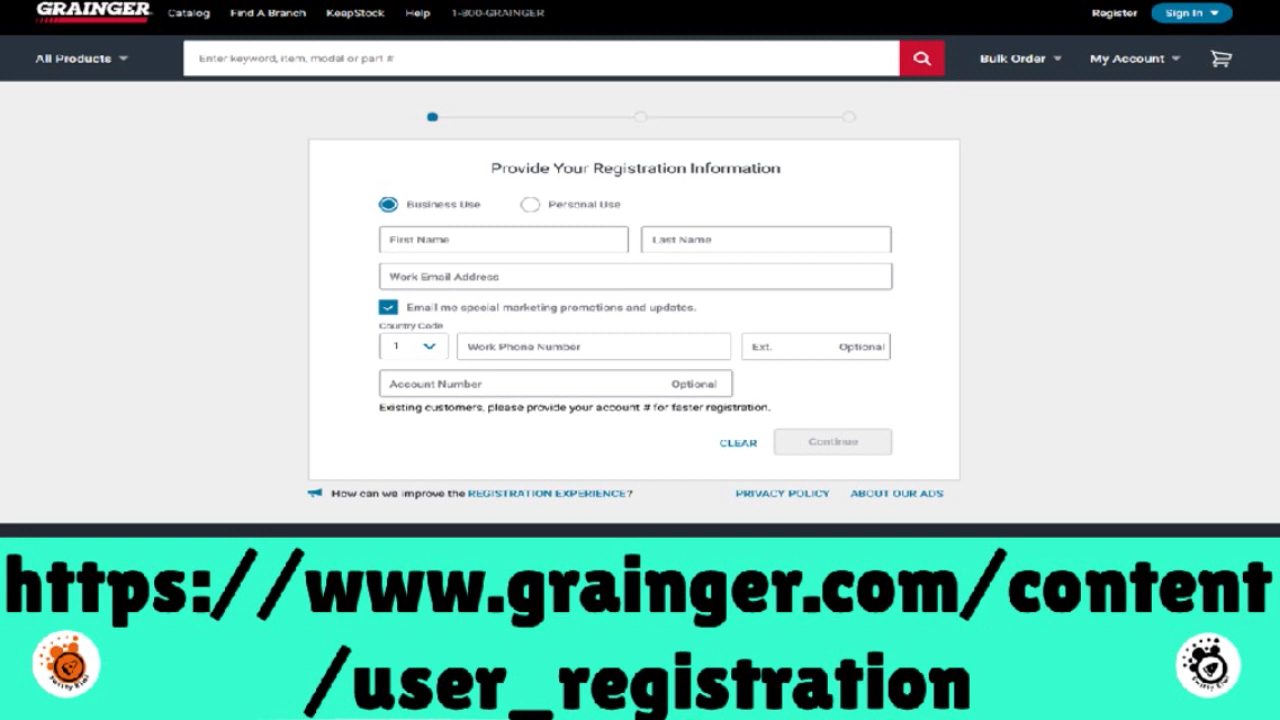 GRAINGER
Catalog Find A Branch KeepStock Help 1-800-GRAINGER Register Sign In
All Products Enter keyword, item, modal or part # Bulk Order My Account
Provide Your Registration Information
Business Use Personal Use
First Name Last Name
Work Email Address
Email me special marketing promotions and updates.
Country Code
1 Work Phone Number Ext. Optional
Account Number Optional
Existing customers, please provide your account # for faster registration.
CLEAR Continue
How can we improve the REGISTRATION EXPERIENCE? PRIVACY POLICY ABOUT OUR ADS
https://www.grainger.com/content
/user_registration